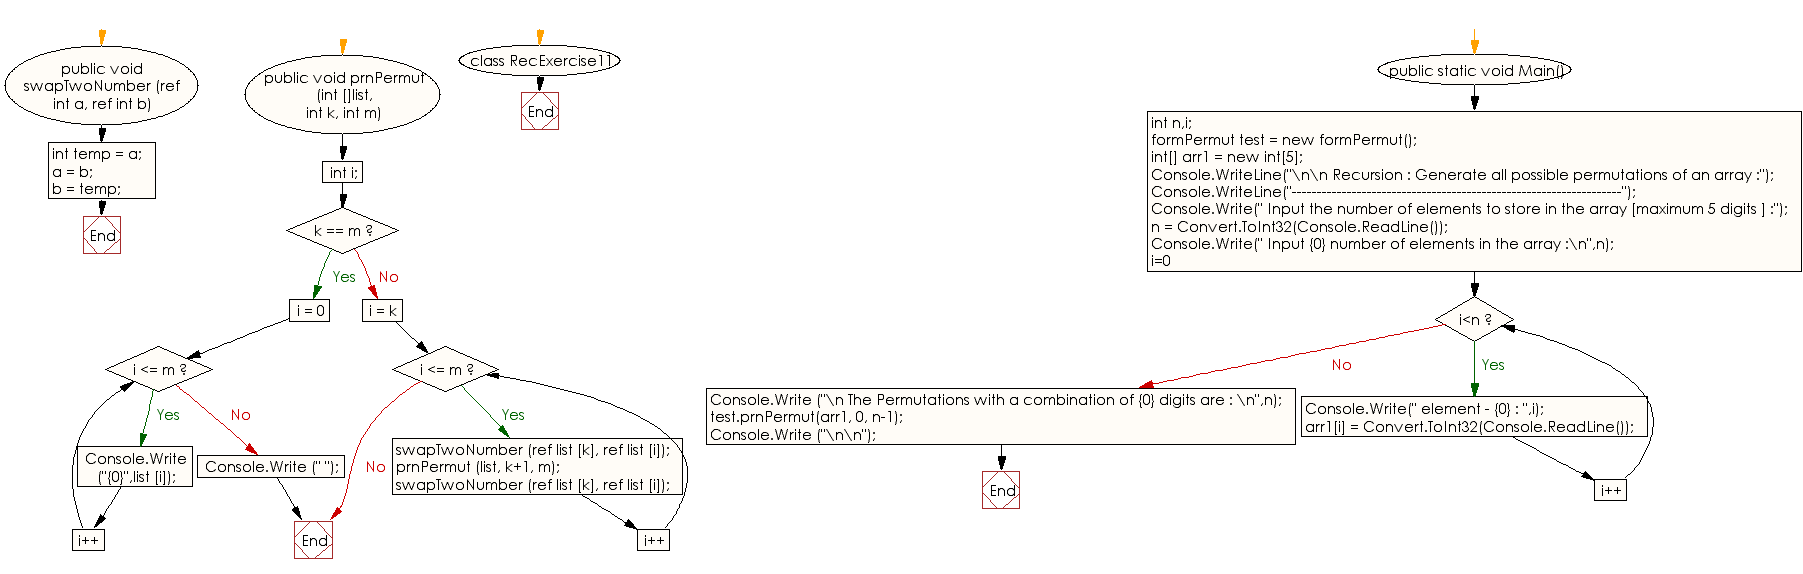 public void
swapTwoNumber (ref
int a, ref int b)
int temp = a;
a = b;
b = temp;
End
public void prnPermut
(int []list,
int k, int m)
int i;
k == m ?
Yes
No
i = 0
i = k
i <= m ?
Yes
No
Console.Write
("{0}",list [i]);
Console.Write (" ");
i++
i <= m ?
Yes
No
swapTwoNumber (ref list [k], ref list [i]);
prnPermut (list, k+1, m);
swapTwoNumber (ref list [k], ref list [i]);
i++
End
class RecExercise11
End
public static void Main()
int n,i;
formPermut test = new formPermut();
int[] arr1 = new int[5];
Console.WriteLine("\n\n Recursion : Generate all possible permutations of an array :");
Console.WriteLine("------------------------------------------------------------------");
Console.Write(" Input the number of elements to store in the array [maximum 5 digits ] :");
n = Convert.ToInt32(Console.ReadLine());
Console.Write(" Input {0} number of elements in the array :\n",n);
i=0
i<n ?
No
Yes
Console.Write ("\n The Permutations with a combination of {0} digits are : \n",n);
test.prnPermut(arr1, 0, n-1);
Console.Write ("\n\n");
End
Console.Write(" element - {0} : ",i);
arr1[i] = Convert.ToInt32(Console.ReadLine());
i++